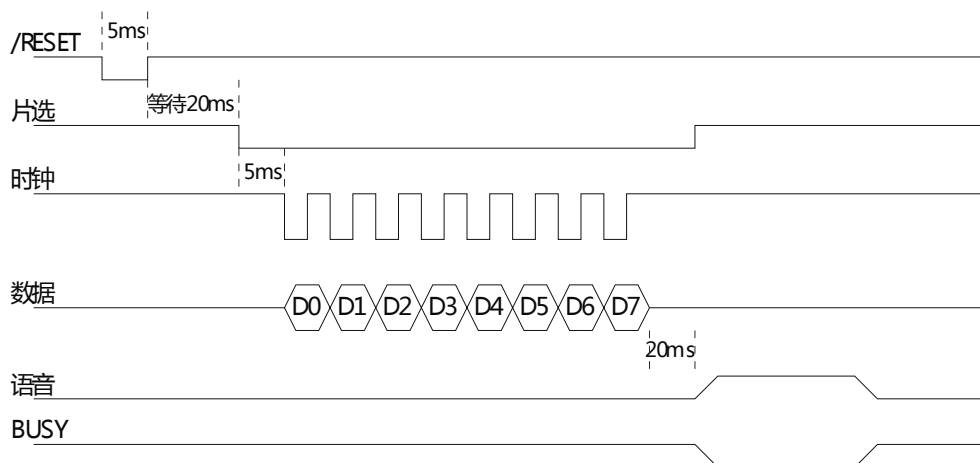 5ms
/RESET
等待20ms
片选
5ms
时钟
数据
D0 D1 D2 D3 D4 D5 D6 D7
20ms
语音
BUSY